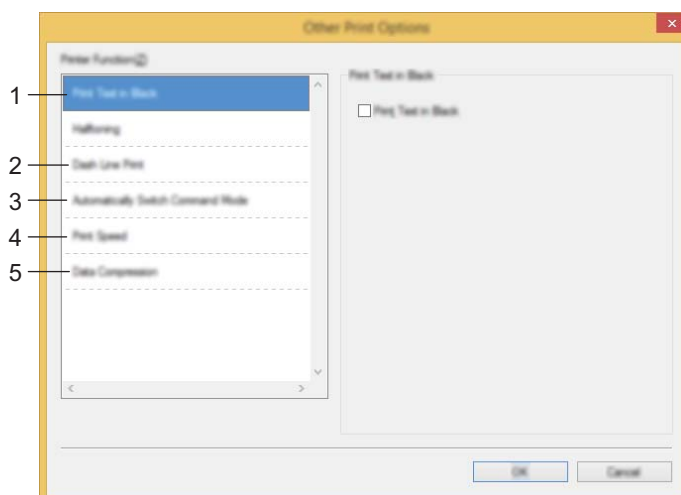 Other Print Options
Printer Function(Z)
1 Print Text in Black
Halftoning
2 Dash Line Print
3 Automatically Switch Command Mode
4 Print Speed
5 Data Compression
Print Text in Black
Print Text in Black
OK
Cancel